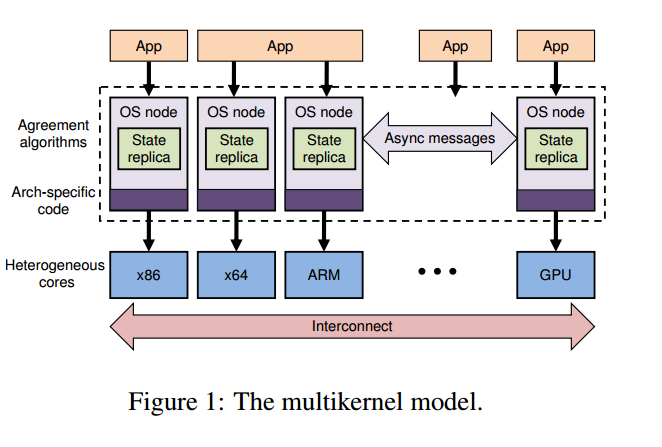 App
App
App
App
OS node
OS node
OS node
OS node
Agreement
algorithms
State
replica
State
replica
State
replica
Async messages
State
replica
Arch-specific
code
Heterogeneous
cores
x86
x64
ARM
•••
GPU
Interconnect
Figure 1: The multikernel model.